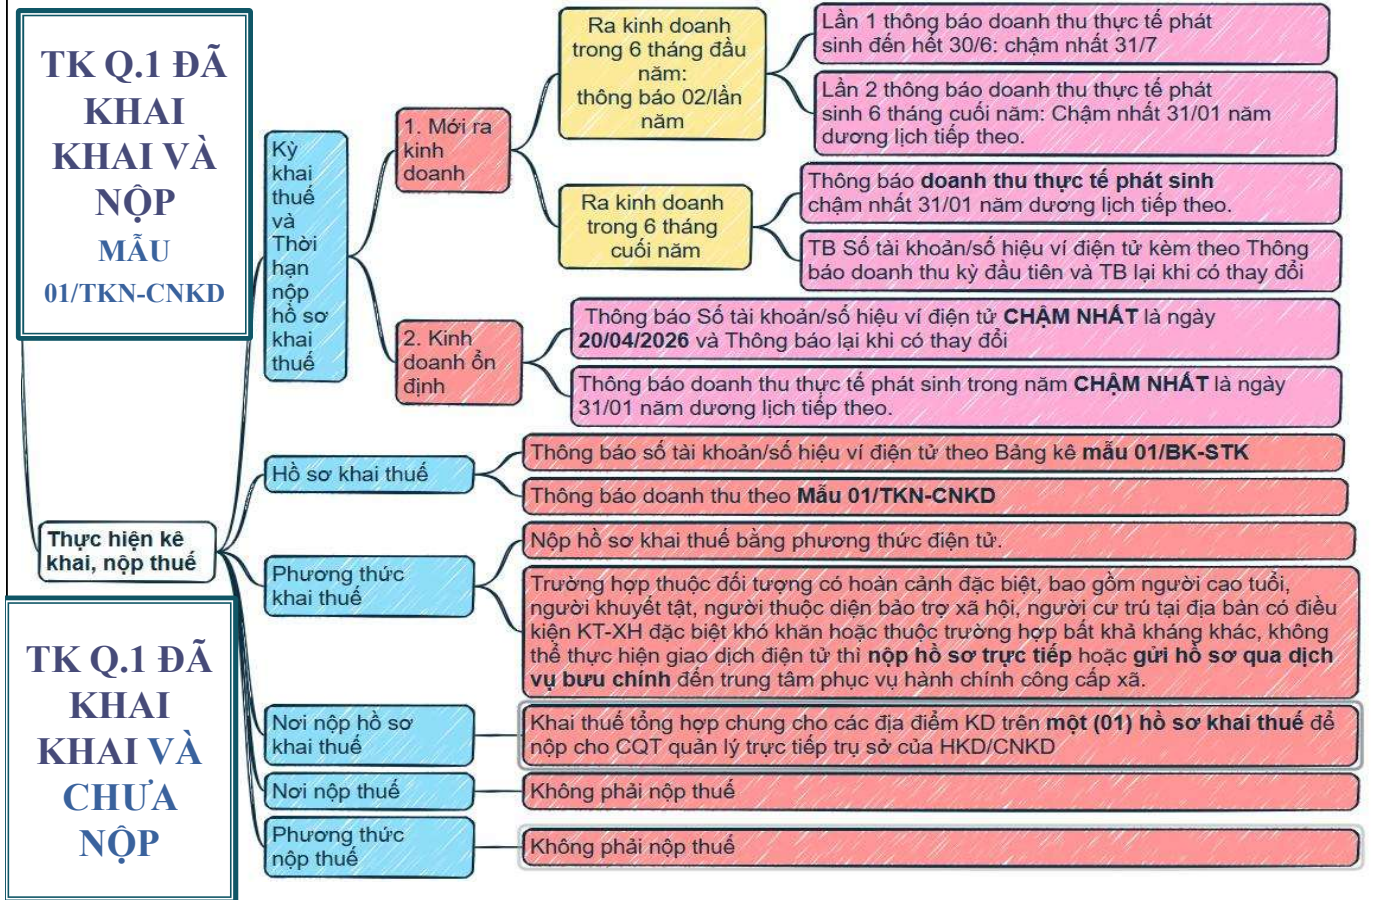 TK Q.1 ĐÃ
KHAI
KHAI VÀ
NỘP
MẪU
01/TKN-CNKD
Thực hiện kê
khai, nộp thuế
TK Q.1 ĐÃ
KHAI
KHAI VÀ
CHƯA
NỘP
Kỳ
khai
thuế
và
Thời
hạn
nộp
hồ sơ
khai
thuế
1. Mới ra
kinh
doanh
Ra kinh doanh
trong 6 tháng đầu
năm:
thông báo 02/lần
năm
Lần 1 thông báo doanh thu thực tế phát
sinh đến hết 30/6: chậm nhất 31/7
Lần 2 thông báo doanh thu thực tế phát
sinh 6 tháng cuối năm: Chậm nhất 31/01 năm
dương lịch tiếp theo.
Ra kinh doanh
trong 6 tháng
cuối năm
Thông báo doanh thu thực tế phát sinh
chậm nhất 31/01 năm dương lịch tiếp theo.
TB Số tài khoản/số hiệu ví điện tử kèm theo Thông
báo doanh thu kỳ đầu tiên và TB lại khi có thay đổi
2. Kinh
doanh ổn
định
Thông báo Số tài khoản/số hiệu ví điện tử CHẬM NHẤT là ngày
20/04/2026 và Thông báo lại khi có thay đổi
Thông báo doanh thu thực tế phát sinh trong năm CHẬM NHẤT là ngày
31/01 năm dương lịch tiếp theo.
Hồ sơ khai thuế
Thông báo số tài khoản/số hiệu ví điện tử theo Bảng kê mẫu 01/BK-STK
Thông báo doanh thu theo Mẫu 01/TKN-CNKD
Phương thức
khai thuế
Nộp hồ sơ khai thuế bằng phương thức điện tử.
Trường hợp thuộc đối tượng có hoàn cảnh đặc biệt, bao gồm người cao tuổi,
người khuyết tật, người thuộc diện bảo trợ xã hội, người cư trú tại địa bàn có điều
kiện KT-XH đặc biệt khó khăn hoặc thuộc trường hợp bất khả kháng khác, không
thể thực hiện giao dịch điện tử thì nộp hồ sơ trực tiếp hoặc gửi hồ sơ qua dịch
vụ bưu chính đến trung tâm phục vụ hành chính công cấp xã.
Nơi nộp hồ sơ
khai thuế
Khai thuế tổng hợp chung cho các địa điểm KD trên một (01) hồ sơ khai thuế để
nộp cho CQT quản lý trực tiếp trụ sở của HKD/CNKD
Nơi nộp thuế
Không phải nộp thuế
Phương thức
nộp thuế
Không phải nộp thuế